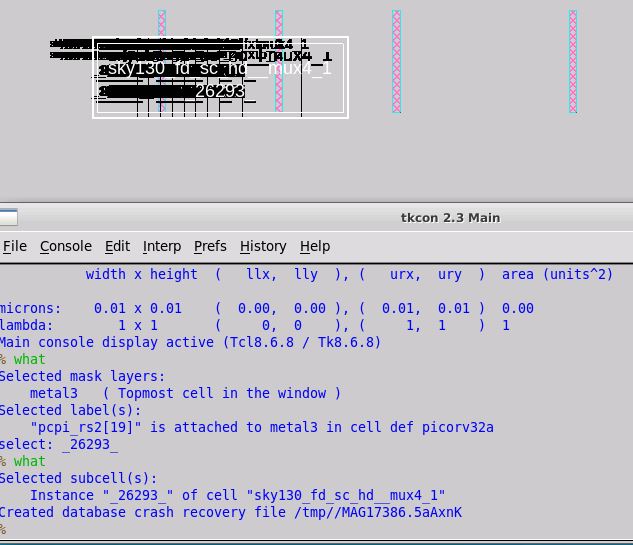 mux4_1
mux4_1
sky130_fd_sc_hd__mux4_1
_26293_
tkcon 2.3 Main
File Console Edit Interp Prefs History Help
width x height ( llx, lly ), ( urx, ury ) area (units^2)
microns: 0.01 x 0.01 ( 0.00, 0.00 ), ( 0.01, 0.01 ) 0.00
lambda: 1 x 1 ( 0, 0 ), ( 1, 1 ) 1
Main console display active (Tcl8.6.8 / Tk8.6.8)
% what
Selected mask layers:
metal3 ( Topmost cell in the window )
Selected label(s):
"pcpi_rs2[19]" is attached to metal3 in cell def picorv32a
select: _26293_
% what
Selected subcell(s):
Instance "_26293_" of cell "sky130_fd_sc_hd__mux4_1"
Created database crash recovery file /tmp//MAG17386.5aAxnK
%